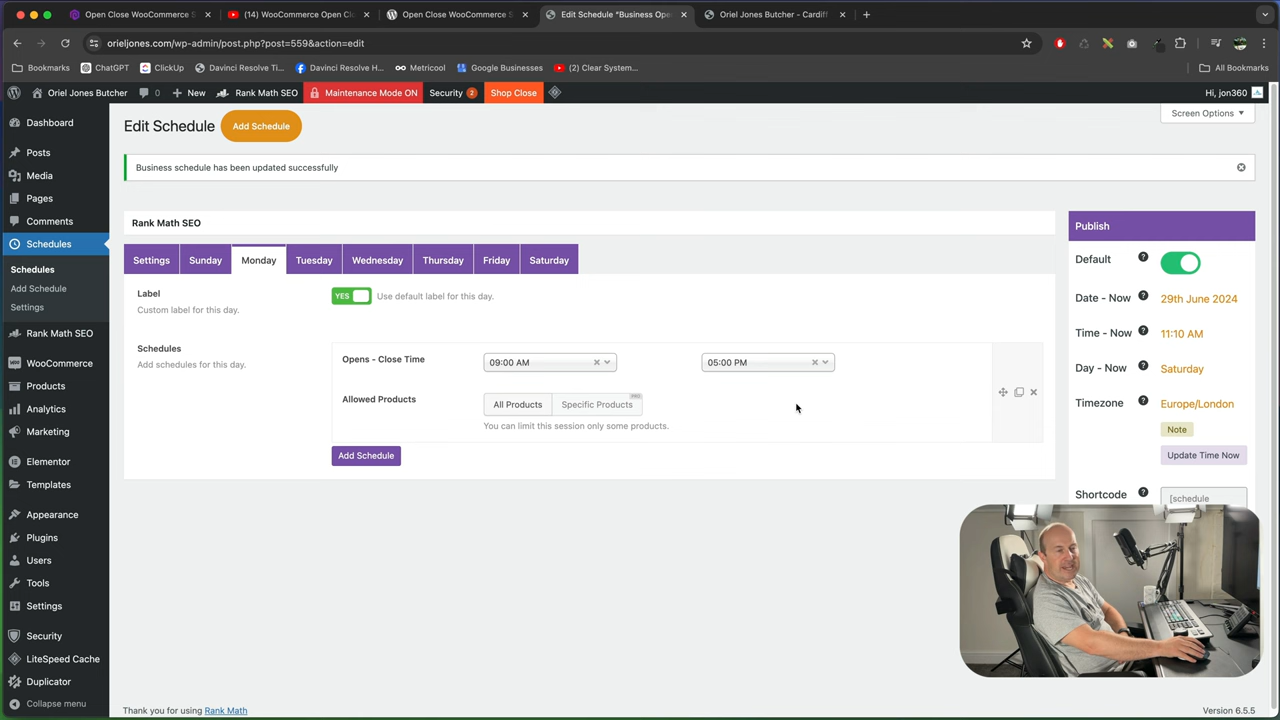 Open Close WooCommerce S
(14) WooCommerce Open Cl
Open Close WooCommerce S
Edit Schedule "Business Ope
Oriel Jones Butcher - Cardiff
orieljones.com/wp-admin/post.php?post=559&action=edit
Bookmarks
ChatGPT
ClickUp
Davinci Resolve Ti...
Davinci Resolve H...
Metricool
Google Businesses
(2) Clear System...
All Bookmarks
Oriel Jones Butcher
0
New
Rank Math SEO
Maintenance Mode ON
Security 2
Shop Close
Hi, jon360
Dashboard
Posts
Media
Pages
Comments
Schedules
Schedules
Add Schedule
Settings
Rank Math SEO
WooCommerce
Products
Analytics
Marketing
Elementor
Templates
Appearance
Plugins
Users
Tools
Settings
Security
LiteSpeed Cache
Duplicator
Collapse menu
Edit Schedule
Add Schedule
Screen Options
Business schedule has been updated successfully
Rank Math SEO
Settings
Sunday
Monday
Tuesday
Wednesday
Thursday
Friday
Saturday
Label
Custom label for this day.
YES
Use default label for this day.
Schedules
Add schedules for this day.
Opens - Close Time
09:00 AM
05:00 PM
Allowed Products
All Products
Specific Products
PRO
You can limit this session only some products.
Add Schedule
Publish
Default
Date - Now
29th June 2024
Time - Now
11:10 AM
Day - Now
Saturday
Timezone
Europe/London
Note
Update Time Now
Shortcode
[schedule
Thank you for using Rank Math
Version 6.5.5